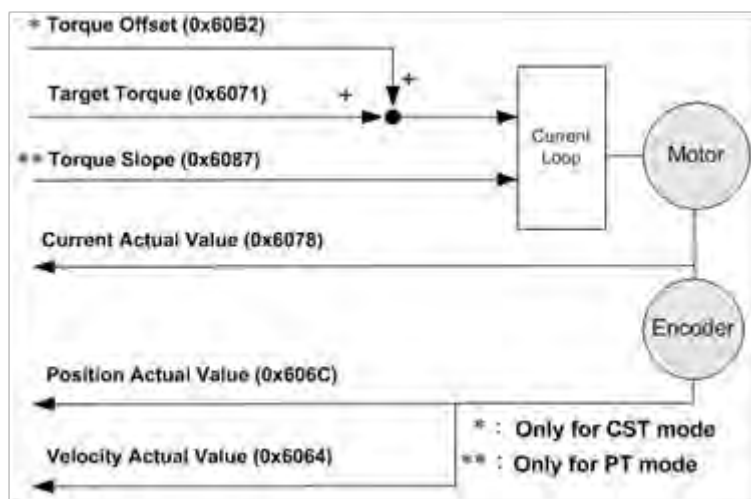 * Torque Offset (0x60B2)
+
Target Torque (0x6071)
+
** Torque Slope (0x6087)
Current
Loop
Motor
Current Actual Value (0x6078)
Encoder
Position Actual Value (0x606C)
* : Only for CST mode
Velocity Actual Value (0x6064)
** : Only for PT mode